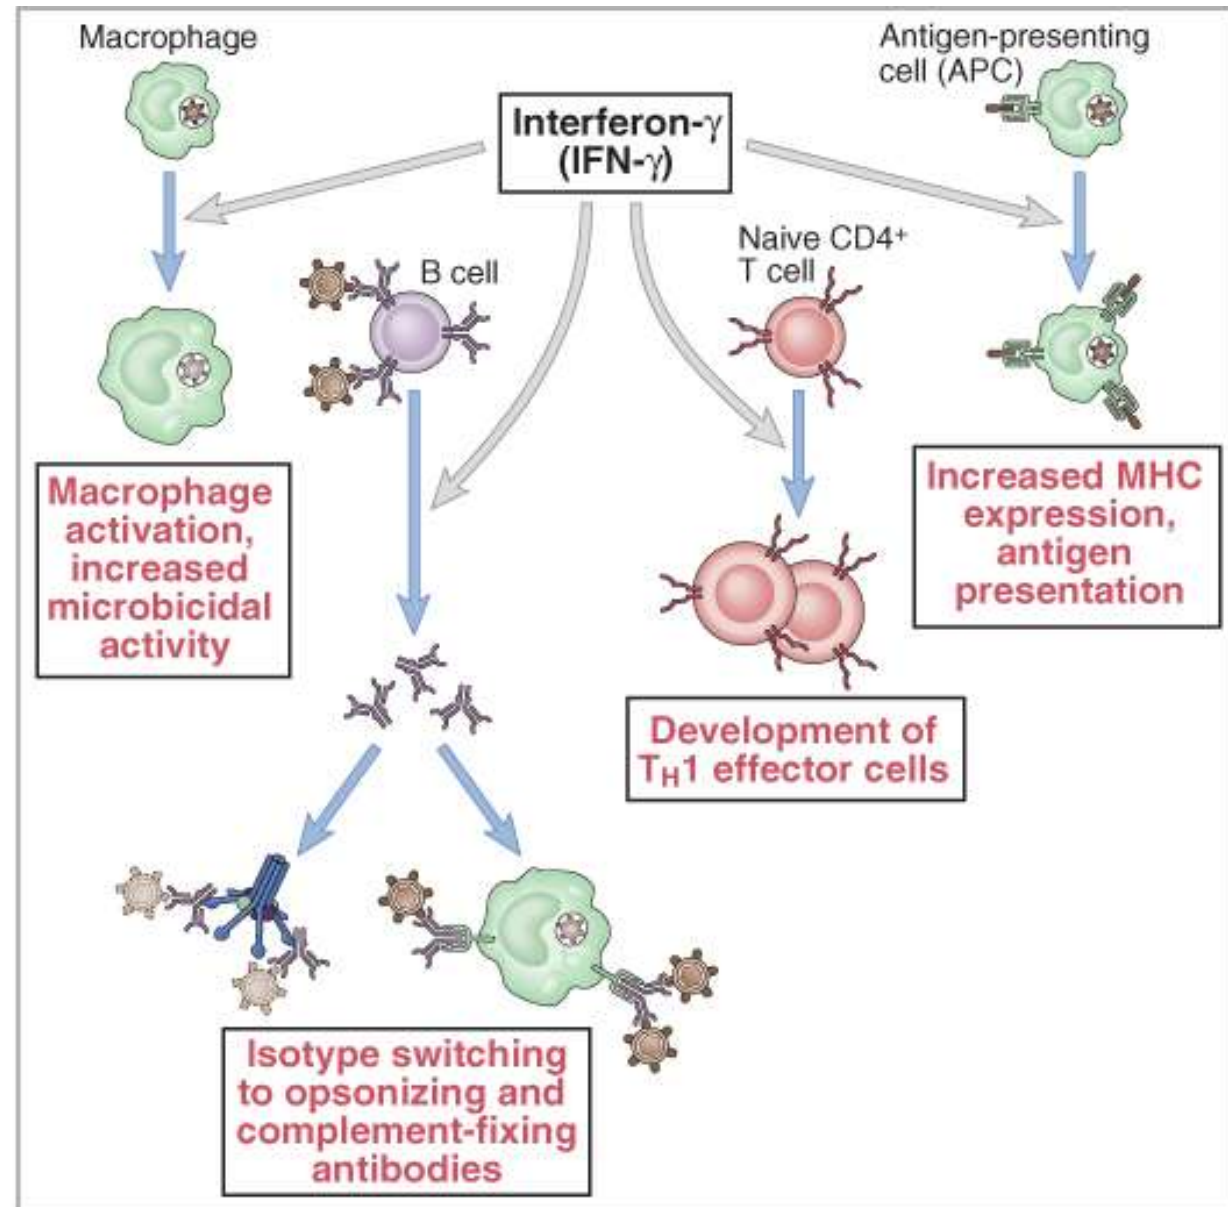 Macrophage
Antigen-presenting
cell (APC)
Interferon-γ
(IFN-γ)
B cell
Naive CD4⁺
T cell
Macrophage
activation,
increased
microbicidal
activity
Increased MHC
expression,
antigen
presentation
Development of
T_H1 effector cells
Isotype switching
to opsonizing and
complement-fixing
antibodies